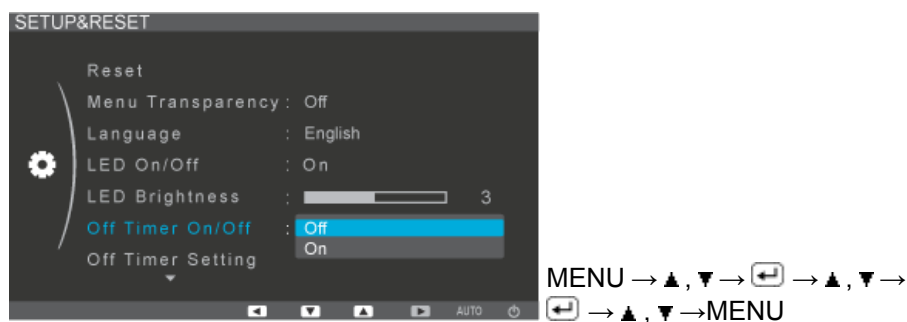 SETUP&RESET
Reset
Menu Transparency : Off
Language : English
LED On/Off : On
LED Brightness : 3
Off Timer On/Off : Off
On
Off Timer Setting
AUTO
MENU → ▲ , ▼ → ↵ → ▲ , ▼ →
↵ → ▲ , ▼ →MENU